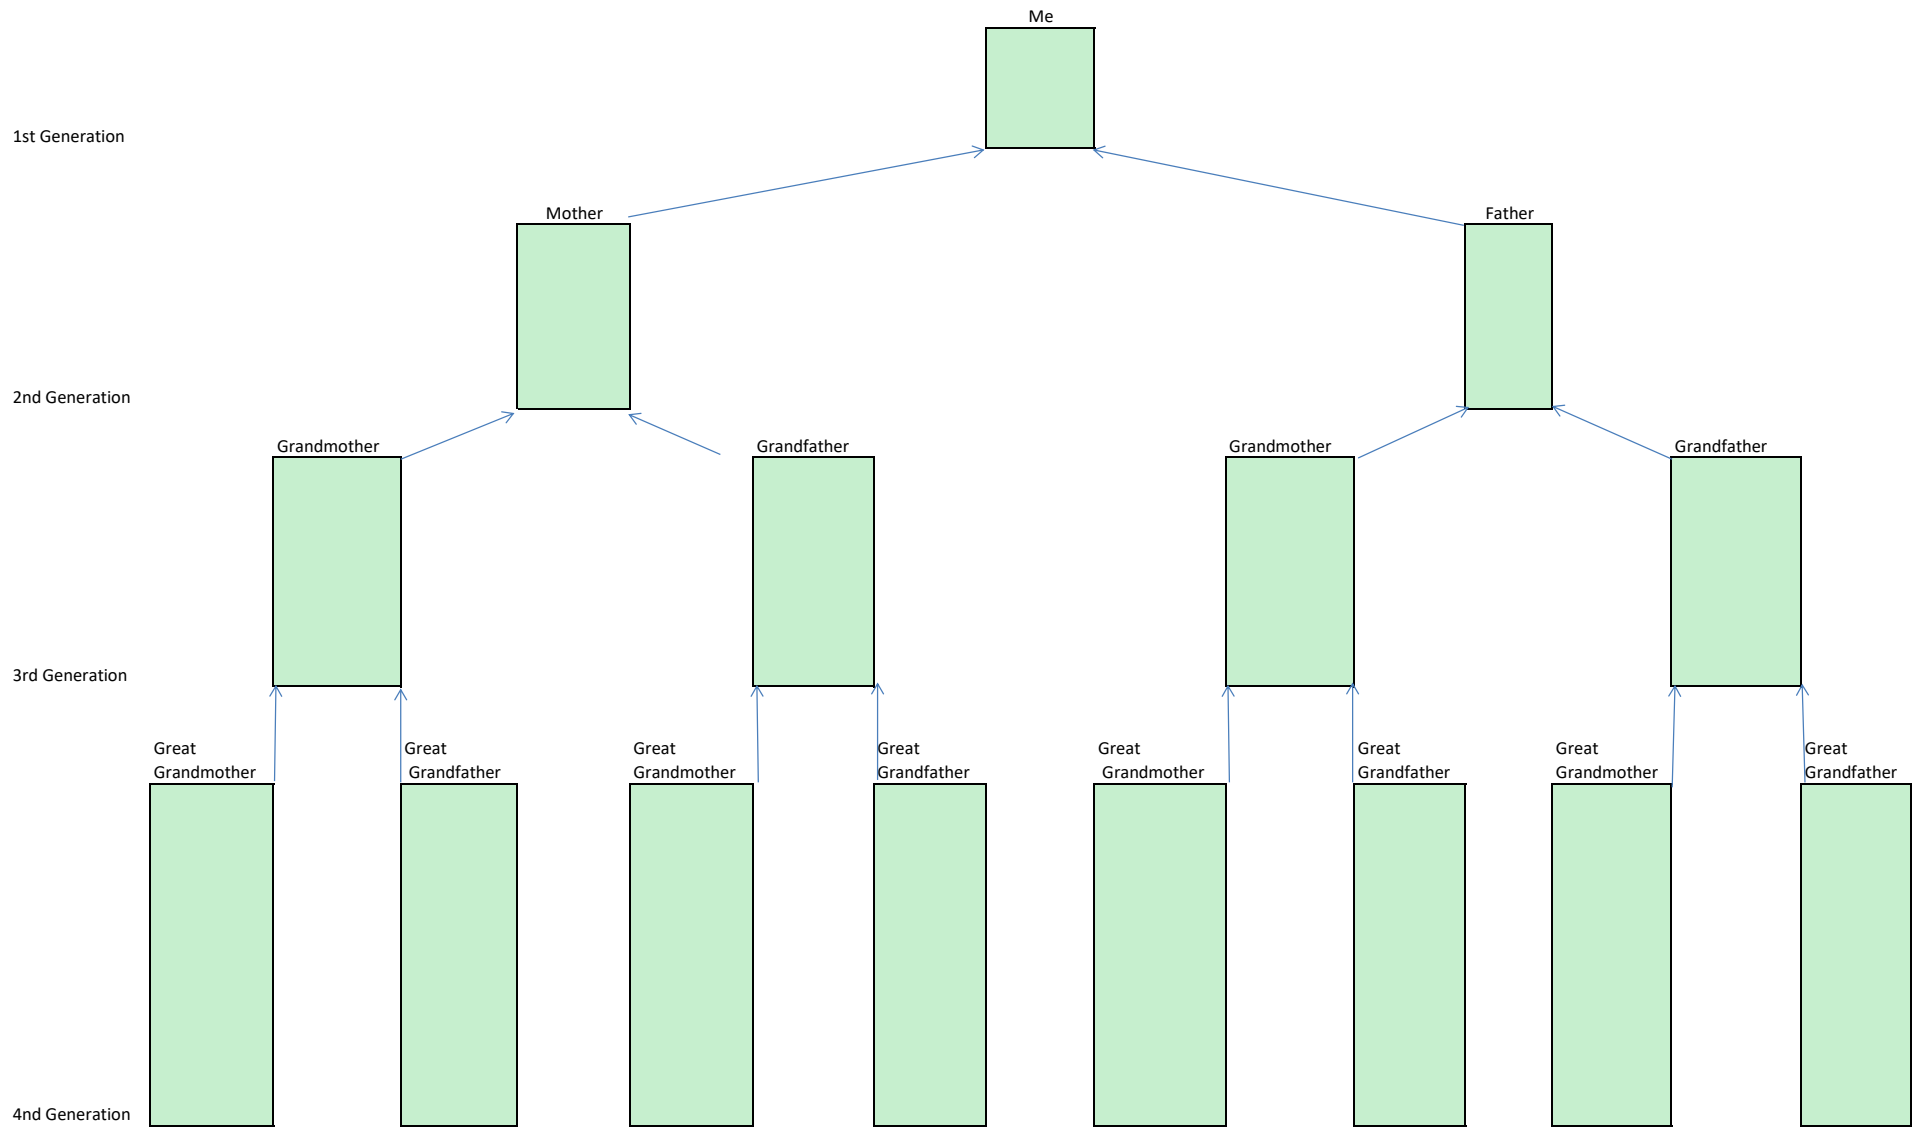 Me
1st Generation
Mother
Father
2nd Generation
Grandmother
Grandfather
Grandmother
Grandfather
3rd Generation
Great
Grandmother
Great
Grandfather
Great
Grandmother
Great
Grandfather
Great
Grandmother
Great
Grandfather
Great
Grandmother
Great
Grandfather
4nd Generation